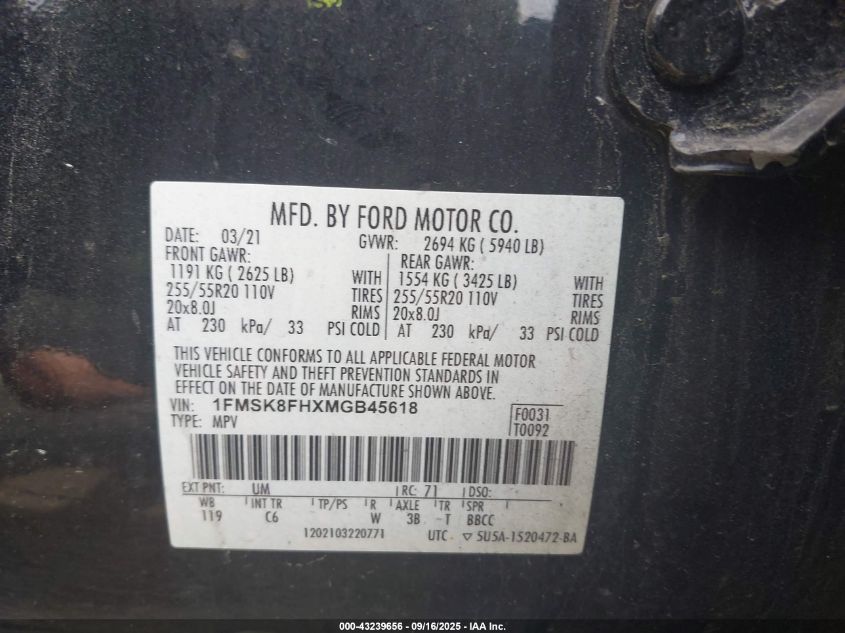 MFD. BY FORD MOTOR CO.
DATE: 03/21 GVWR: 2694 KG ( 5940 LB)
FRONT GAWR: REAR GAWR:
1191 KG ( 2625 LB) WITH 1554 KG ( 3425 LB) WITH
255/55R20 110V TIRES 255/55R20 110V TIRES
20x8.0J RIMS 20x8.0J RIMS
AT 230 kPa/ 33 PSI COLD AT 230 kPa/ 33 PSI COLD
THIS VEHICLE CONFORMS TO ALL APPLICABLE FEDERAL MOTOR
VEHICLE SAFETY AND THEFT PREVENTION STANDARDS IN
EFFECT ON THE DATE OF MANUFACTURE SHOWN ABOVE.
VIN: 1FMSK8FHXMGB45618 F0031
TYPE: MPV T0092
EXT PNT: UM RC: 71 DSO:
WB INT TR TP/PS R AXLE TR SPR
119 C6 W 3B T BBCC
1202103220771 UTC ▽ 5U5A-1520472-BA
000-43239656 - 09/16/2025 - IAA Inc.